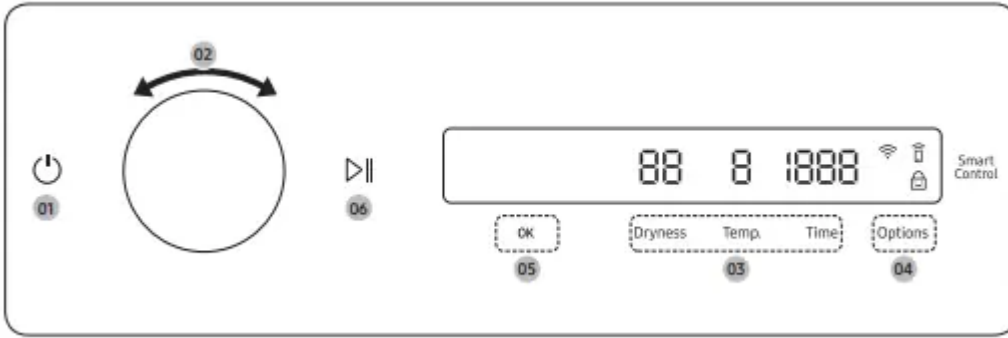 02
88 8 1888
Smart
Control
01
06
OK
Dryness Temp. Time
Options
05
03
04